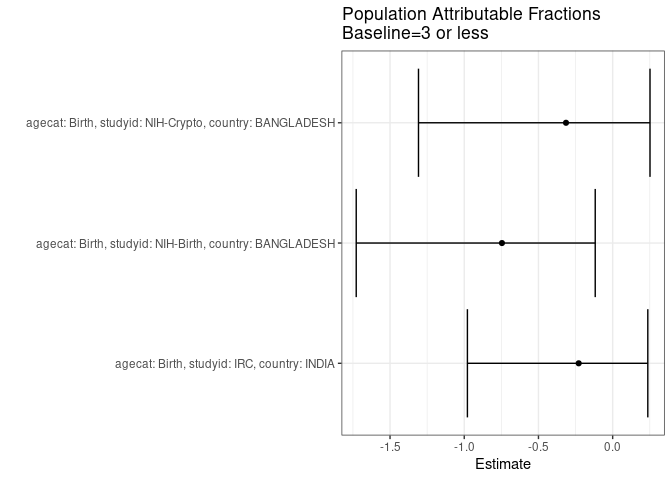 Population Attributable Fractions
Baseline=3 or less
agecat: Birth, studyid: NIH-Crypto, country: BANGLADESH
agecat: Birth, studyid: NIH-Birth, country: BANGLADESH
agecat: Birth, studyid: IRC, country: INDIA
-1.5 -1.0 -0.5 0.0
Estimate